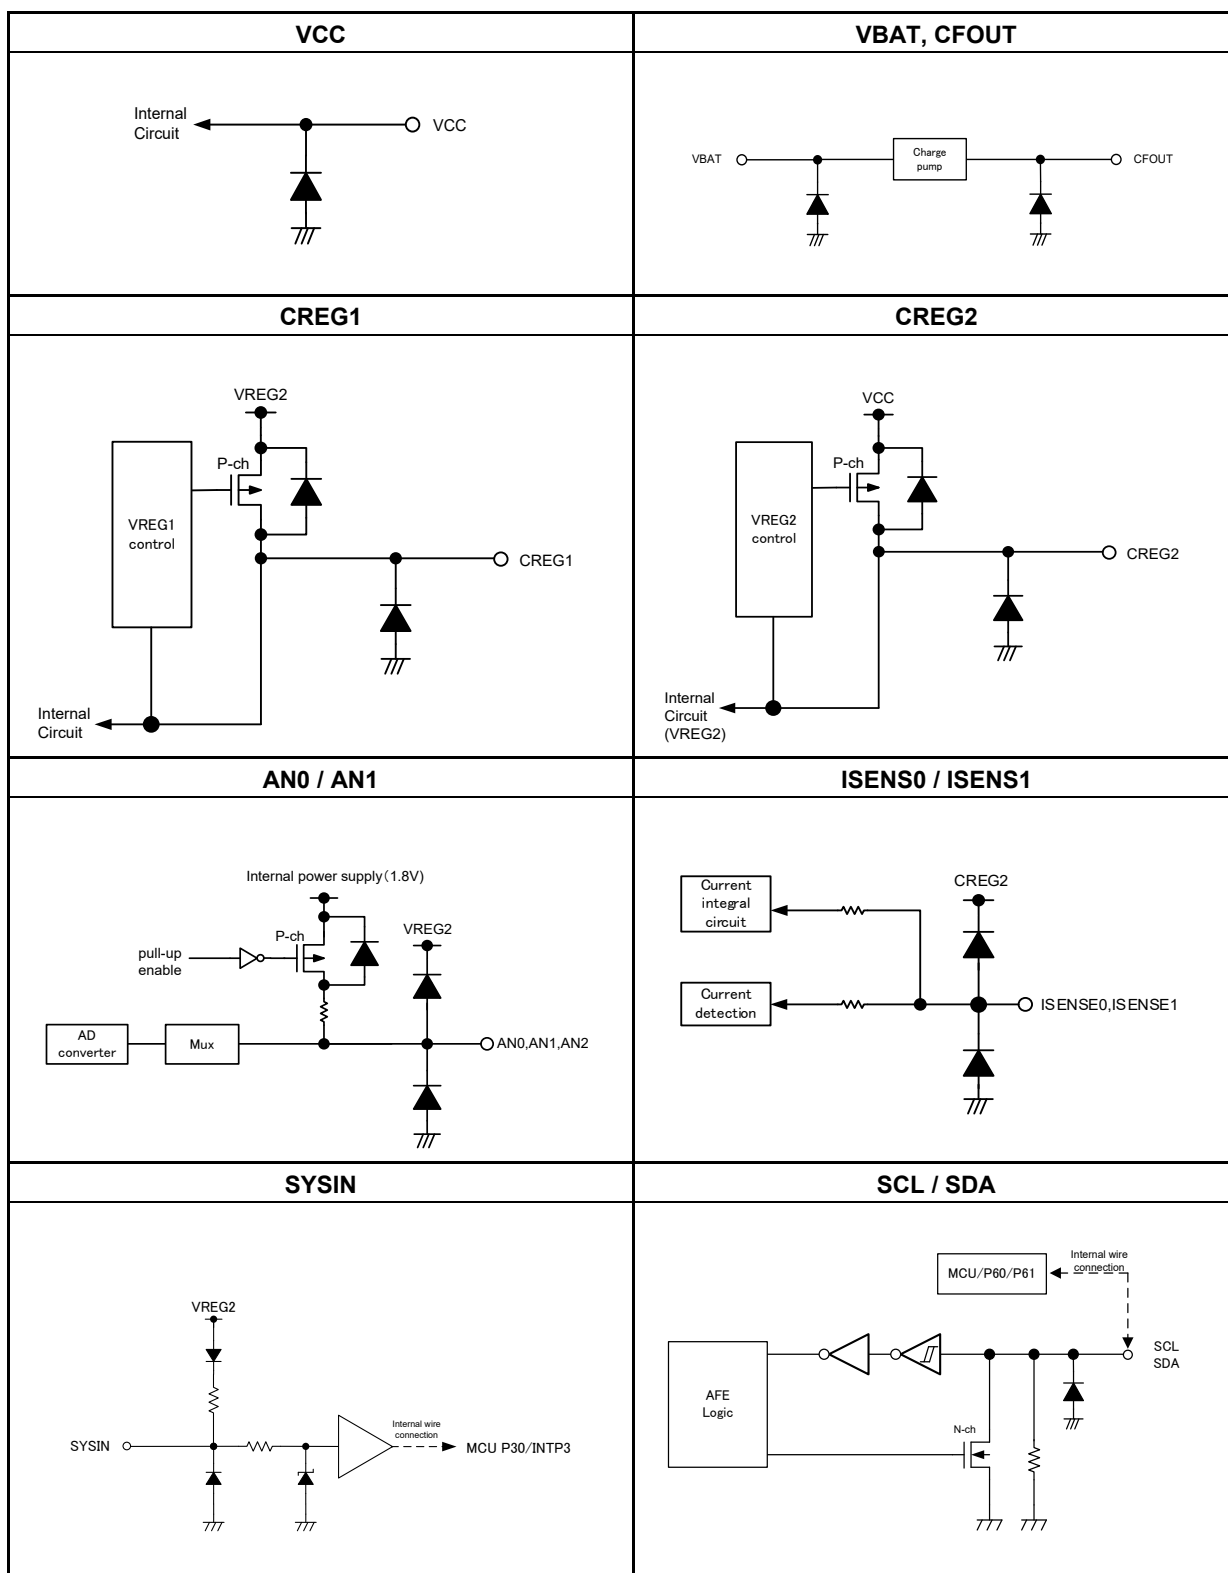 VCC
VBAT, CFOUT
Internal
Circuit
VCC
VBAT
Charge
pump
CFOUT
CREG1
CREG2
VREG2
P-ch
VREG1
control
CREG1
Internal
Circuit
VCC
P-ch
VREG2
control
CREG2
Internal
Circuit
(VREG2)
AN0 / AN1
ISENS0 / ISENS1
Internal power supply(1.8V)
P-ch
VREG2
pull-up
enable
AD
converter
Mux
AN0,AN1,AN2
Current
integral
circuit
CREG2
Current
detection
ISENSE0,ISENSE1
SYSIN
SCL / SDA
VREG2
SYSIN
Internal wire
connection
MCU P30/INTP3
MCU/P60/P61
Internal wire
connection
SCL
SDA
AFE
Logic
N-ch